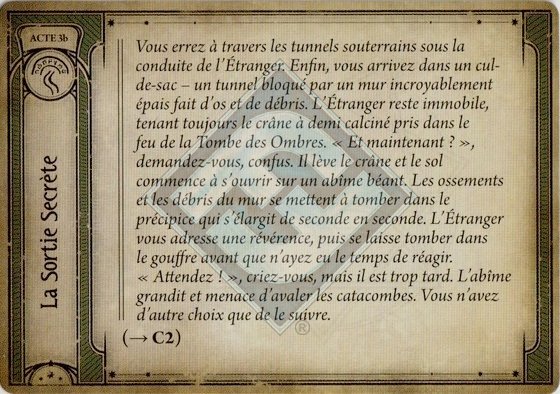 ACTE 3b
La Sortie Secrète
Vous errez à travers les tunnels souterrains sous la
conduite de l'Étranger. Enfin, vous arrivez dans un cul-
de-sac – un tunnel bloqué par un mur incroyablement
épais fait d'os et de débris. L'Étranger reste immobile,
tenant toujours le crâne à demi calciné pris dans le
feu de la Tombe des Ombres. « Et maintenant ? »,
demandez-vous, confus. Il lève le crâne et le sol
commence à s'ouvrir sur un abîme béant. Les ossements
et les débris du mur se mettent à tomber dans le
précipice qui s'élargit de seconde en seconde. L'Étranger
vous adresse une révérence, puis se laisse tomber dans
le gouffre avant que n'ayez eu le temps de réagir.
« Attendez ! », criez-vous, mais il est trop tard. L'abîme
grandit et menace d'avaler les catacombes. Vous n'avez
d'autre choix que de le suivre.
(→ C2)
®